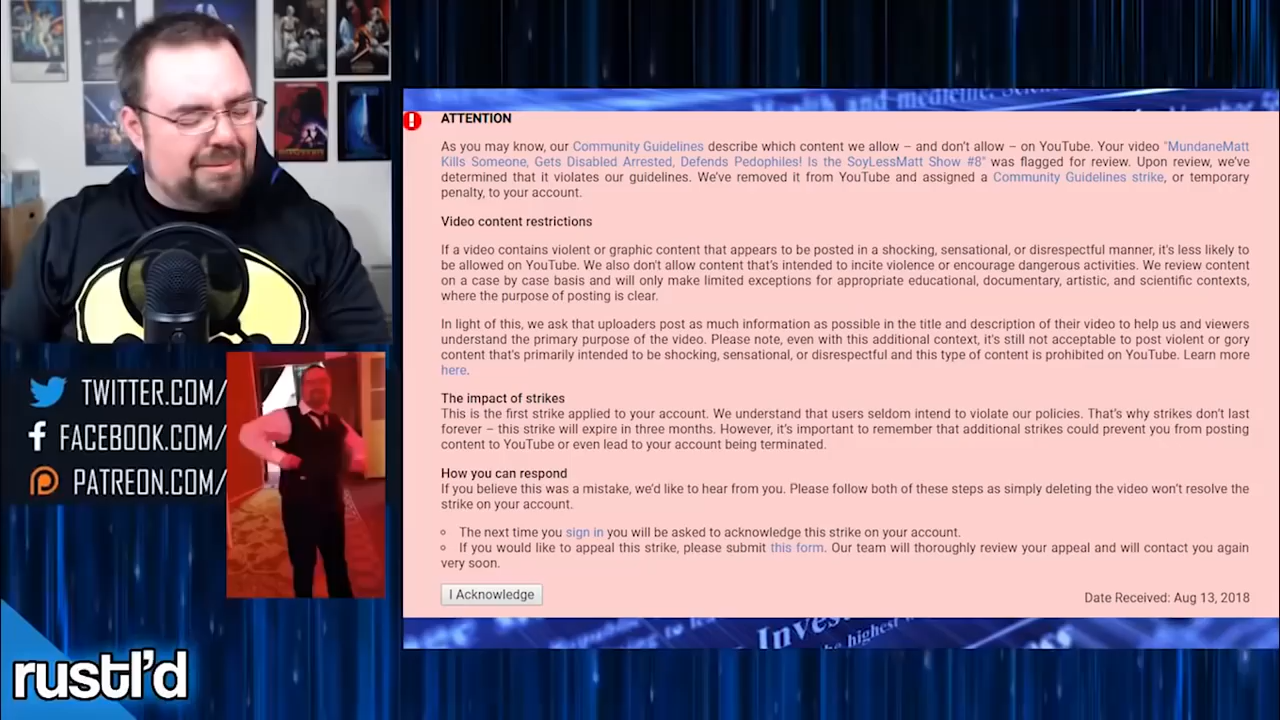 ATTENTION
As you may know, our Community Guidelines describe which content we allow – and don't allow – on YouTube. Your video "MundaneMatt
Kills Someone, Gets Disabled Arrested, Defends Pedophiles! Is the SoyLessMatt Show #8" was flagged for review. Upon review, we've
determined that it violates our guidelines. We've removed it from YouTube and assigned a Community Guidelines strike, or temporary
penalty, to your account.
Video content restrictions
If a video contains violent or graphic content that appears to be posted in a shocking, sensational, or disrespectful manner, it's less likely to
be allowed on YouTube. We also don't allow content that's intended to incite violence or encourage dangerous activities. We review content
on a case by case basis and will only make limited exceptions for appropriate educational, documentary, artistic, and scientific contexts,
where the purpose of posting is clear.
In light of this, we ask that uploaders post as much information as possible in the title and description of their video to help us and viewers
understand the primary purpose of the video. Please note, even with this additional context, it's still not acceptable to post violent or gory
content that's primarily intended to be shocking, sensational, or disrespectful and this type of content is prohibited on YouTube. Learn more
here.
The impact of strikes
This is the first strike applied to your account. We understand that users seldom intend to violate our policies. That's why strikes don't last
forever – this strike will expire in three months. However, it's important to remember that additional strikes could prevent you from posting
content to YouTube or even lead to your account being terminated.
How you can respond
If you believe this was a mistake, we'd like to hear from you. Please follow both of these steps as simply deleting the video won't resolve the
strike on your account.
The next time you sign in you will be asked to acknowledge this strike on your account.
If you would like to appeal this strike, please submit this form. Our team will thoroughly review your appeal and will contact you again
very soon.
I Acknowledge
Date Received: Aug 13, 2018
TWITTER.COM/
FACEBOOK.COM/
PATREON.COM/
rustl'd
Health and medicine,
the highest